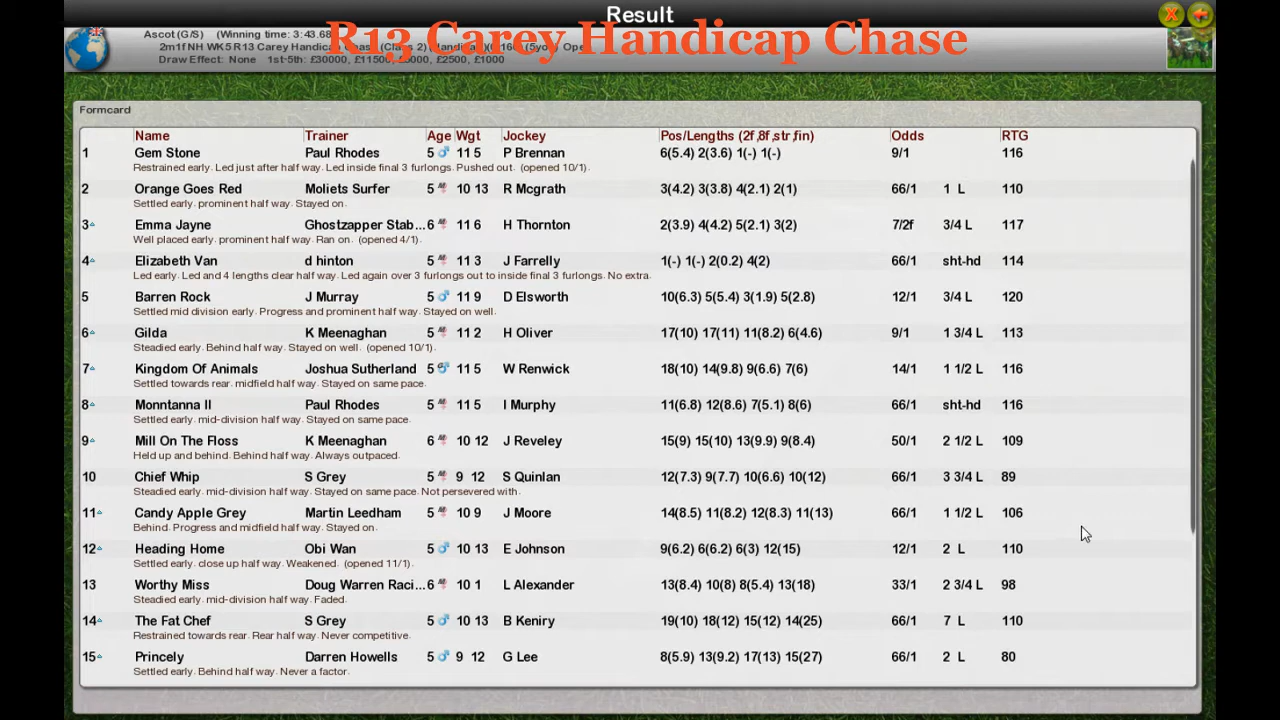 Result
R13 Carey Handicap Chase
Ascot (G/S) (Winning time: 3:43.68
2m1f NH WK5 R13 Carey Handicap Chase (Class 2) (Handicap) (5yo+ Open
Draw Effect: None 1st-5th: £30000, £11500, £5000, £2500, £1000
Formcard
Name Trainer Age Wgt Jockey Pos/Lengths (2f,8f,str,fin) Odds RTG
1 Gem Stone Paul Rhodes 5 11 5 P Brennan 6(5.4) 2(3.6) 1(-) 1(-) 9/1 116
Restrained early. Led just after half way. Led inside final 3 furlongs. Pushed out. (opened 10/1).
2 Orange Goes Red Moliets Surfer 5 10 13 R Mcgrath 3(4.2) 3(3.8) 4(2.1) 2(1) 66/1 1 L 110
Settled early. prominent half way. Stayed on.
3 Emma Jayne Ghostzapper Stab... 6 11 6 H Thornton 2(3.9) 4(4.2) 5(2.1) 3(2) 7/2f 3/4 L 117
Well placed early. prominent half way. Ran on. (opened 4/1).
4 Elizabeth Van d hinton 5 11 3 J Farrelly 1(-) 1(-) 2(0.2) 4(2) 66/1 sht-hd 114
Led early. Led and 4 lengths clear half way. Led again over 3 furlongs out to inside final 3 furlongs. No extra.
5 Barren Rock J Murray 5 11 9 D Elsworth 10(6.3) 5(5.4) 3(1.9) 5(2.8) 12/1 3/4 L 120
Settled mid division early. Progress and prominent half way. Stayed on well.
6 Gilda K Meenaghan 5 11 2 H Oliver 17(10) 17(11) 11(8.2) 6(4.6) 9/1 1 3/4 L 113
Steadied early. Behind half way. Stayed on well. (opened 10/1).
7 Kingdom Of Animals Joshua Sutherland 5 11 5 W Renwick 18(10) 14(9.8) 9(6.6) 7(6) 14/1 1 1/2 L 116
Settled towards rear. midfield half way. Stayed on same pace.
8 Monntanna II Paul Rhodes 5 11 5 I Murphy 11(6.8) 12(8.6) 7(5.1) 8(6) 66/1 sht-hd 116
Settled early. mid-division half way. Stayed on same pace.
9 Mill On The Floss K Meenaghan 6 10 12 J Reveley 15(9) 15(10) 13(9.9) 9(8.4) 50/1 2 1/2 L 109
Held up and behind. Behind half way. Always outpaced.
10 Chief Whip S Grey 5 9 12 S Quinlan 12(7.3) 9(7.7) 10(6.6) 10(12) 66/1 3 3/4 L 89
Steadied early. mid-division half way. Stayed on same pace. Not persevered with.
11 Candy Apple Grey Martin Leedham 5 10 9 J Moore 14(8.5) 11(8.2) 12(8.3) 11(13) 66/1 1 1/2 L 106
Behind. Progress and midfield half way. Stayed on.
12 Heading Home Obi Wan 5 10 13 E Johnson 9(6.2) 6(6.2) 6(3) 12(15) 12/1 2 L 110
Settled early. close up half way. Weakened. (opened 11/1).
13 Worthy Miss Doug Warren Raci... 6 10 1 L Alexander 13(8.4) 10(8) 8(5.4) 13(18) 33/1 2 3/4 L 98
Steadied early. mid-division half way. Faded.
14 The Fat Chef S Grey 5 10 13 B Keniry 19(10) 18(12) 15(12) 14(25) 66/1 7 L 110
Restrained towards rear. Rear half way. Never competitive.
15 Princely Darren Howells 5 9 12 G Lee 8(5.9) 13(9.2) 17(13) 15(27) 66/1 2 L 80
Settled early. Behind half way. Never a factor.